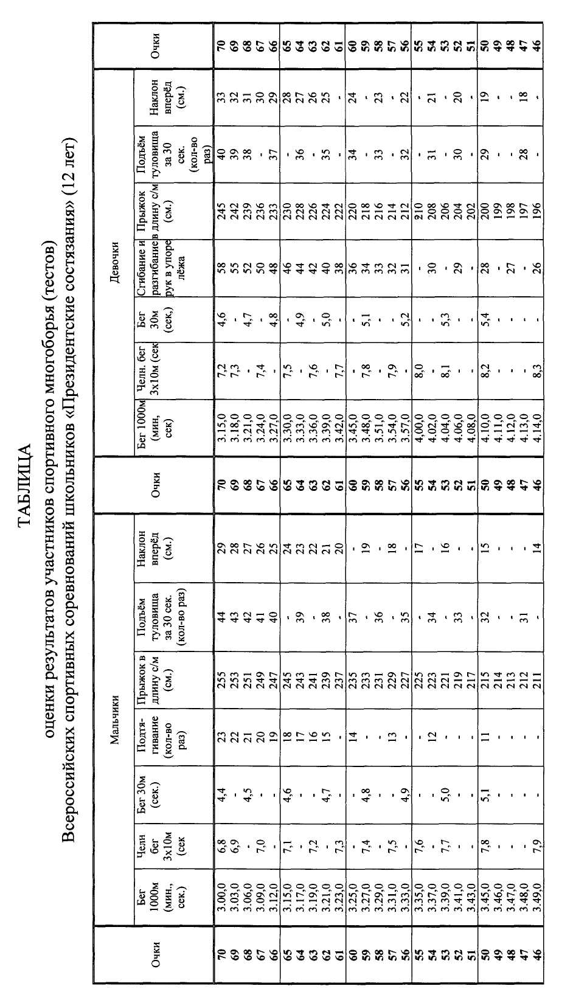 ТАБЛИЦА
оценки результатов участников спортивного многоборья (тестов)
Всероссийских спортивных соревнований школьников «Президентские состязания» (12 лет)
Очки Мальчики Очки Девочки Очки
Бег 1000м (мин., сек.) Челн бег 3х10м (сек Бег 30м (сек.) Подтя-гивание (кол-во раз) Прыжок в длину с/м (см.) Подъём туловища за 30 сек. (кол-во раз) Наклон вперёд (см.) Бег 1000м (мин, сек) Челн. бег 3х10м (сек Бег 30м (сек,) Сгибание и разгибание рук в упоре лёжа Прыжок в длину с/м (см.) Подъём туловища за 30 сек. (кол-во раз) Наклон вперёд (см.)
70 3.00,0 6,8 4,4 23 255 44 29 70 3.15,0 7,2 4,6 58 245 40 33 70
69 3.03,0 6,9 - 22 253 43 28 69 3.18,0 7,3 - 55 242 39 32 69
68 3.06,0 - 4,5 21 251 42 27 68 3.21,0 - 4,7 52 239 38 31 68
67 3.09,0 7,0 - 20 249 41 26 67 3.24,0 7,4 - 50 236 - 30 67
66 3.12,0 - - 19 247 40 25 66 3.27,0 - 4,8 48 233 37 29 66
65 3.15,0 7,1 4,6 18 245 - 24 65 3.30,0 7,5 - 46 230 - 28 65
64 3.17,0 - - 17 243 39 23 64 3.33,0 - 4,9 44 228 36 27 64
63 3.19,0 7,2 - 16 241 - 22 63 3.36,0 7,6 - 42 226 - 26 63
62 3.21,0 - 4,7 15 239 38 21 62 3.39,0 - 5,0 40 224 35 25 62
61 3.23,0 7,3 - - 237 - 20 61 3.42,0 7,7 - 38 222 - - 61
60 3.25,0 - - 14 235 37 - 60 3.45,0 - - 36 220 34 24 60
59 3.27,0 7,4 4,8 - 233 - 19 59 3.48,0 7,8 5,1 34 218 - - 59
58 3.29,0 - - - 231 36 - 58 3.51,0 - - 33 216 33 23 58
57 3.31,0 7,5 - 13 229 - 18 57 3.54,0 7,9 - 32 214 - - 57
56 3.33,0 - 4,9 - 227 35 - 56 3.57,0 - 5,2 31 212 32 22 56
55 3.35,0 7,6 - - 225 - 17 55 4,00,0 8,0 - - 210 - - 55
54 3.37,0 - - 12 223 34 - 54 4.02,0 - - 30 208 31 21 54
53 3.39,0 7,7 5,0 - 221 - 16 53 4.04,0 8,1 5,3 - 206 - - 53
52 3.41,0 - - - 219 33 - 52 4.06,0 - - 29 204 30 20 52
51 3.43,0 - - - 217 - - 51 4.08,0 - - - 202 - - 51
50 3.45,0 7,8 5,1 11 215 32 15 50 4.10,0 8,2 5,4 28 200 29 19 50
49 3.46,0 - - - 214 - - 49 4.11,0 - - - 199 - - 49
48 3.47,0 - - - 213 - - 48 4.12,0 - - 27 198 - - 48
47 3.48,0 - - - 212 31 - 47 4.13,0 - - - 197 28 18 47
46 3.49,0 7,9 - - 211 - 14 46 4.14,0 8,3 - 26 196 - - 46